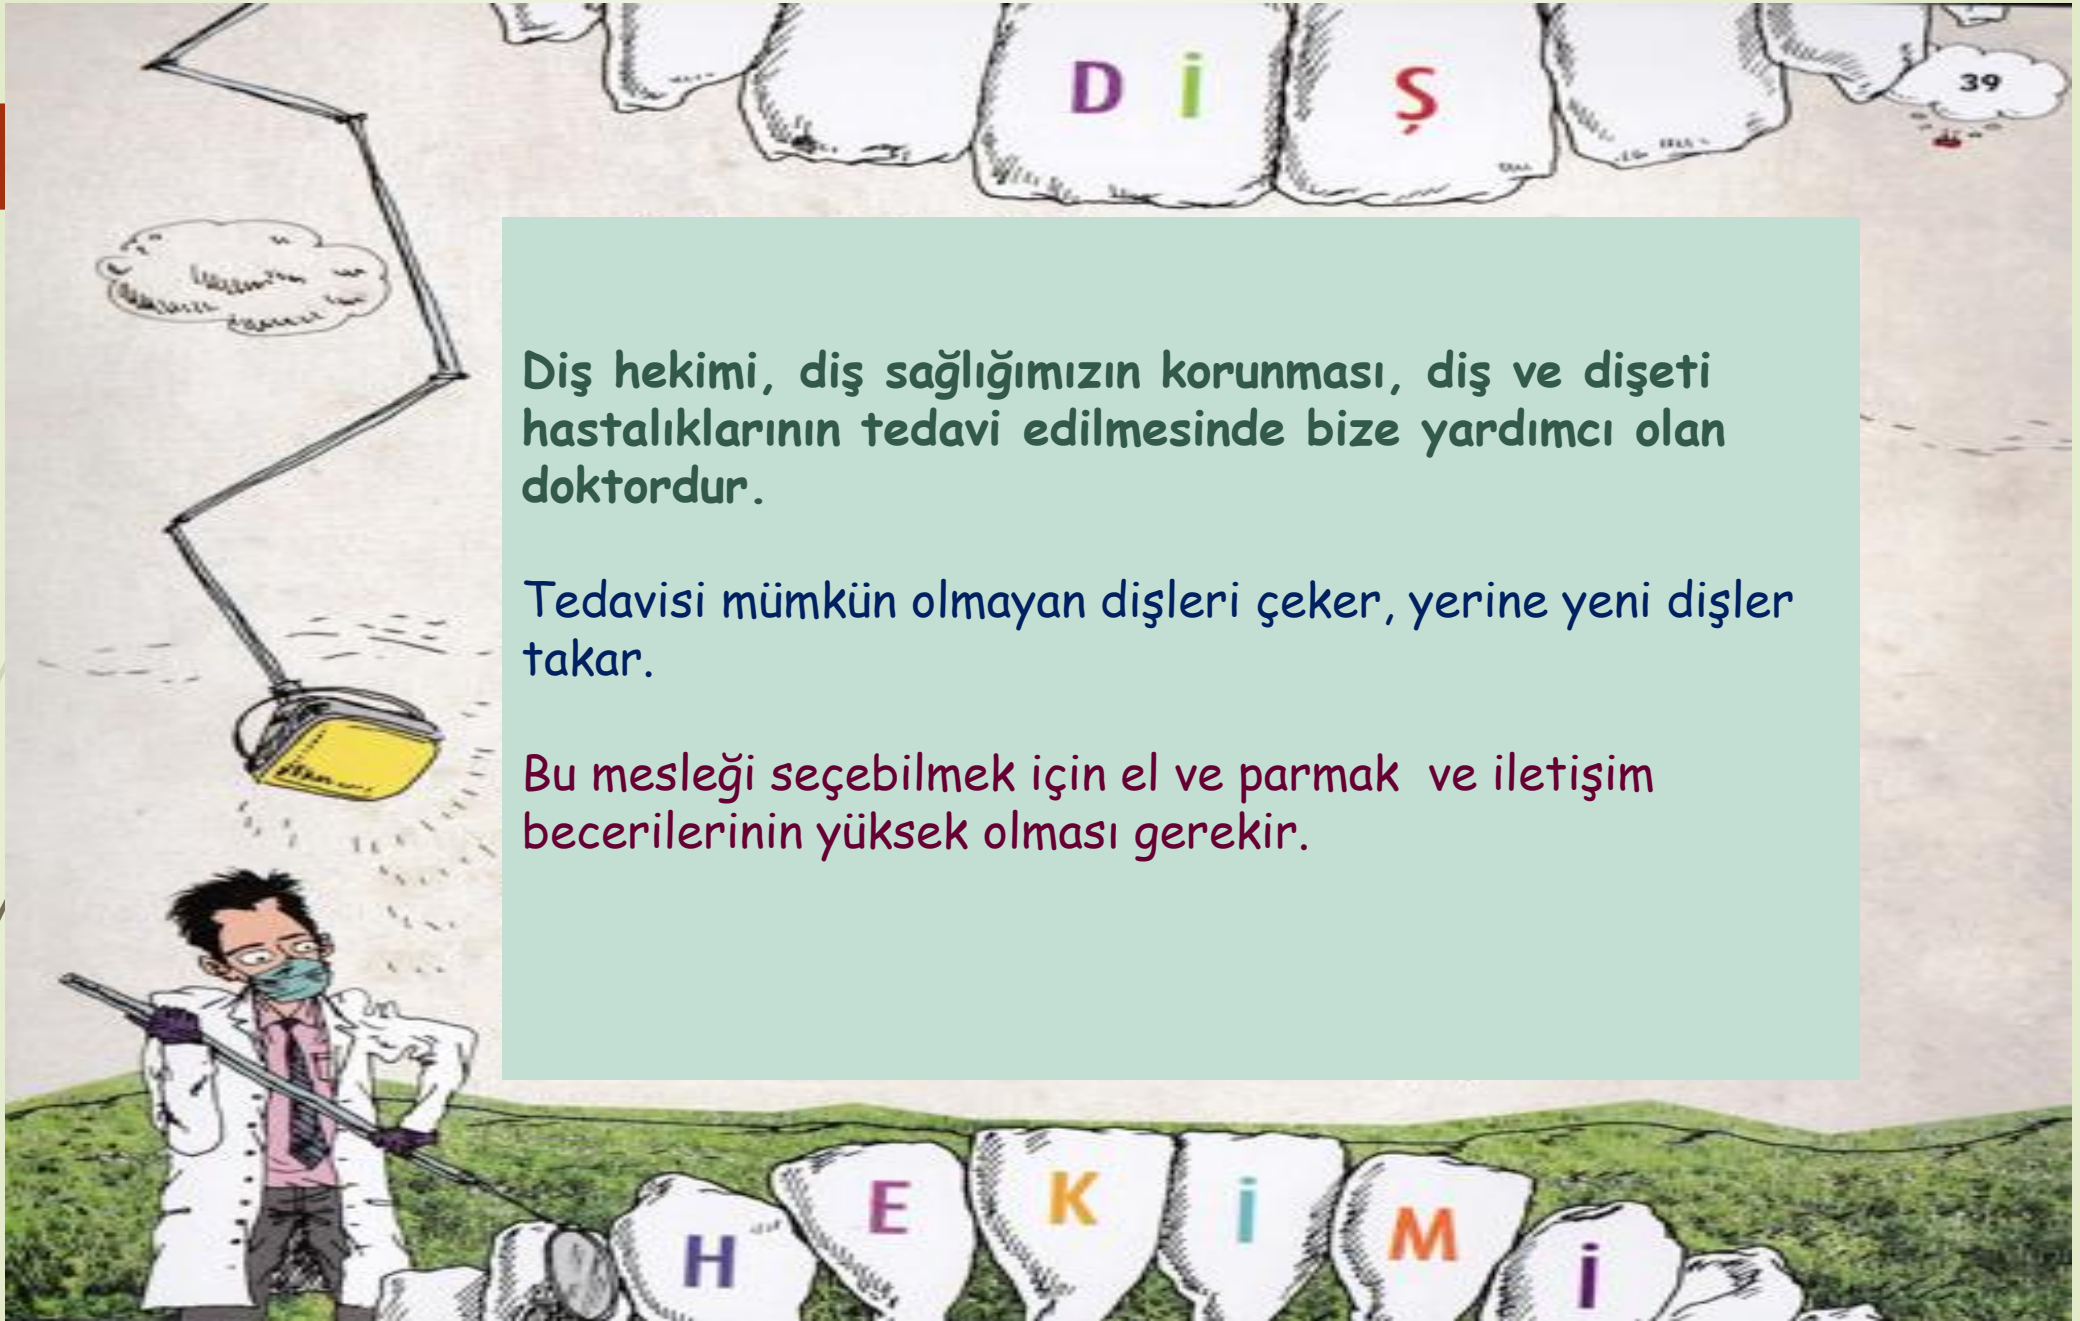 D İ Ş
39
Diş hekimi, diş sağlığımızın korunması, diş ve dişeti
hastalıklarının tedavi edilmesinde bize yardımcı olan
doktordur.
Tedavisi mümkün olmayan dişleri çeker, yerine yeni dişler
takar.
Bu mesleği seçebilmek için el ve parmak  ve iletişim
becerilerinin yüksek olması gerekir.
H E K İ M İ